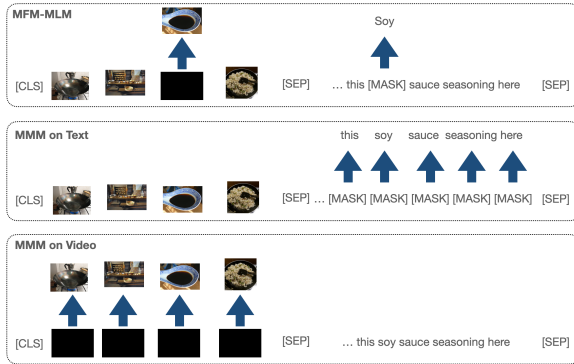 MFM-MLM
Soy
[CLS] [SEP] ... this [MASK] sauce seasoning here [SEP]
MMM on Text
this soy sauce seasoning here
[CLS] [SEP] ... [MASK] [MASK] [MASK] [MASK] [MASK] [SEP]
MMM on Video
[CLS] [SEP] ... this soy sauce seasoning here [SEP]